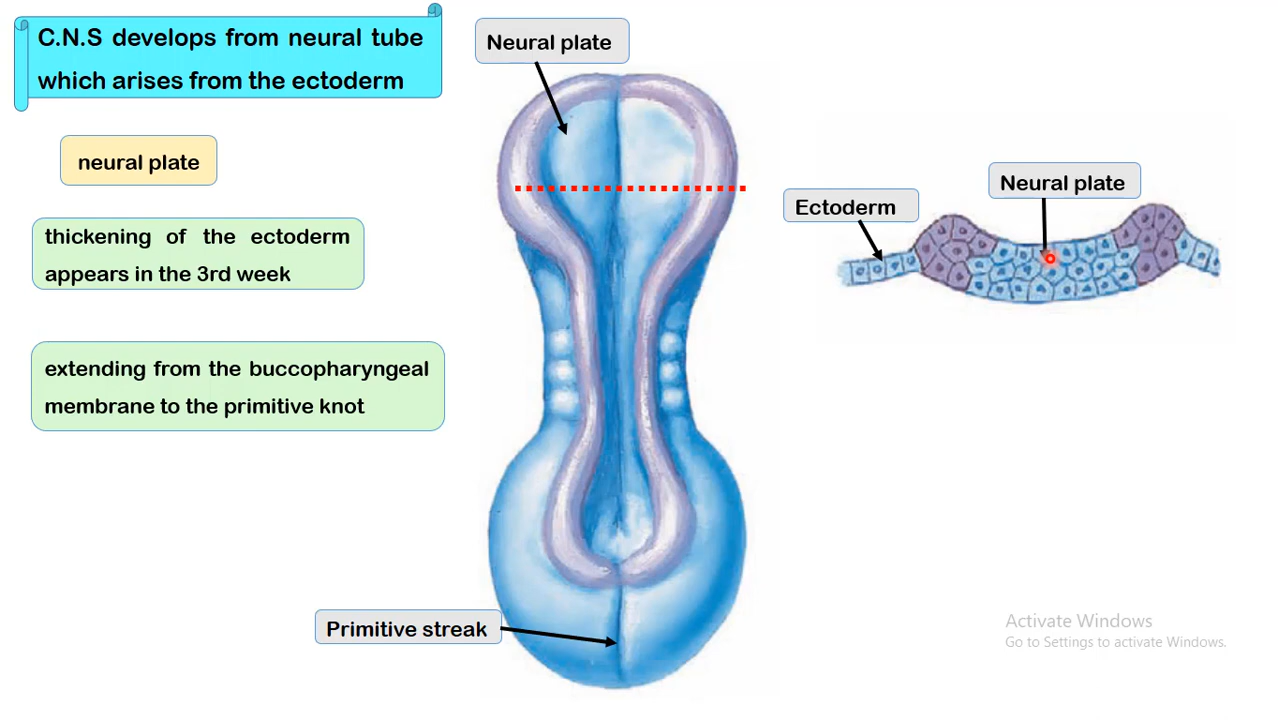 C.N.S develops from neural tube
which arises from the ectoderm
neural plate
thickening of the ectoderm
appears in the 3rd week
extending from the buccopharyngeal
membrane to the primitive knot
Neural plate
Primitive streak
Ectoderm
Neural plate
Activate Windows
Go to Settings to activate Windows.